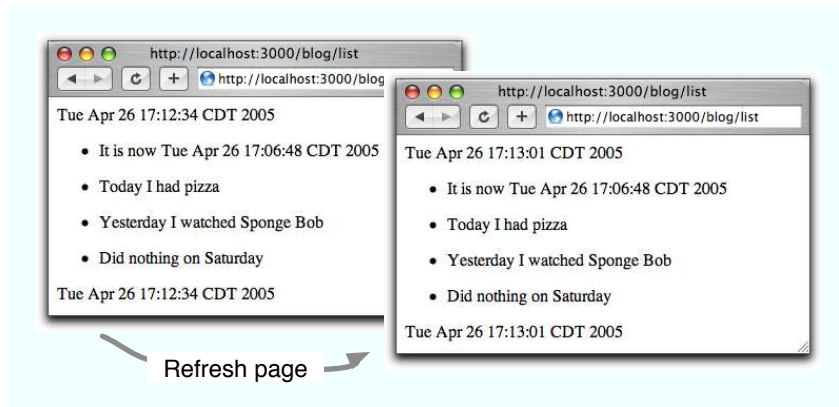 http://localhost:3000/blog/list
http://localhost:3000/blog
Tue Apr 26 17:12:34 CDT 2005
• It is now Tue Apr 26 17:06:48 CDT 2005
• Today I had pizza
• Yesterday I watched Sponge Bob
• Did nothing on Saturday
Tue Apr 26 17:12:34 CDT 2005
http://localhost:3000/blog/list
http://localhost:3000/blog/list
Tue Apr 26 17:13:01 CDT 2005
• It is now Tue Apr 26 17:06:48 CDT 2005
• Today I had pizza
• Yesterday I watched Sponge Bob
• Did nothing on Saturday
Tue Apr 26 17:13:01 CDT 2005
Refresh page